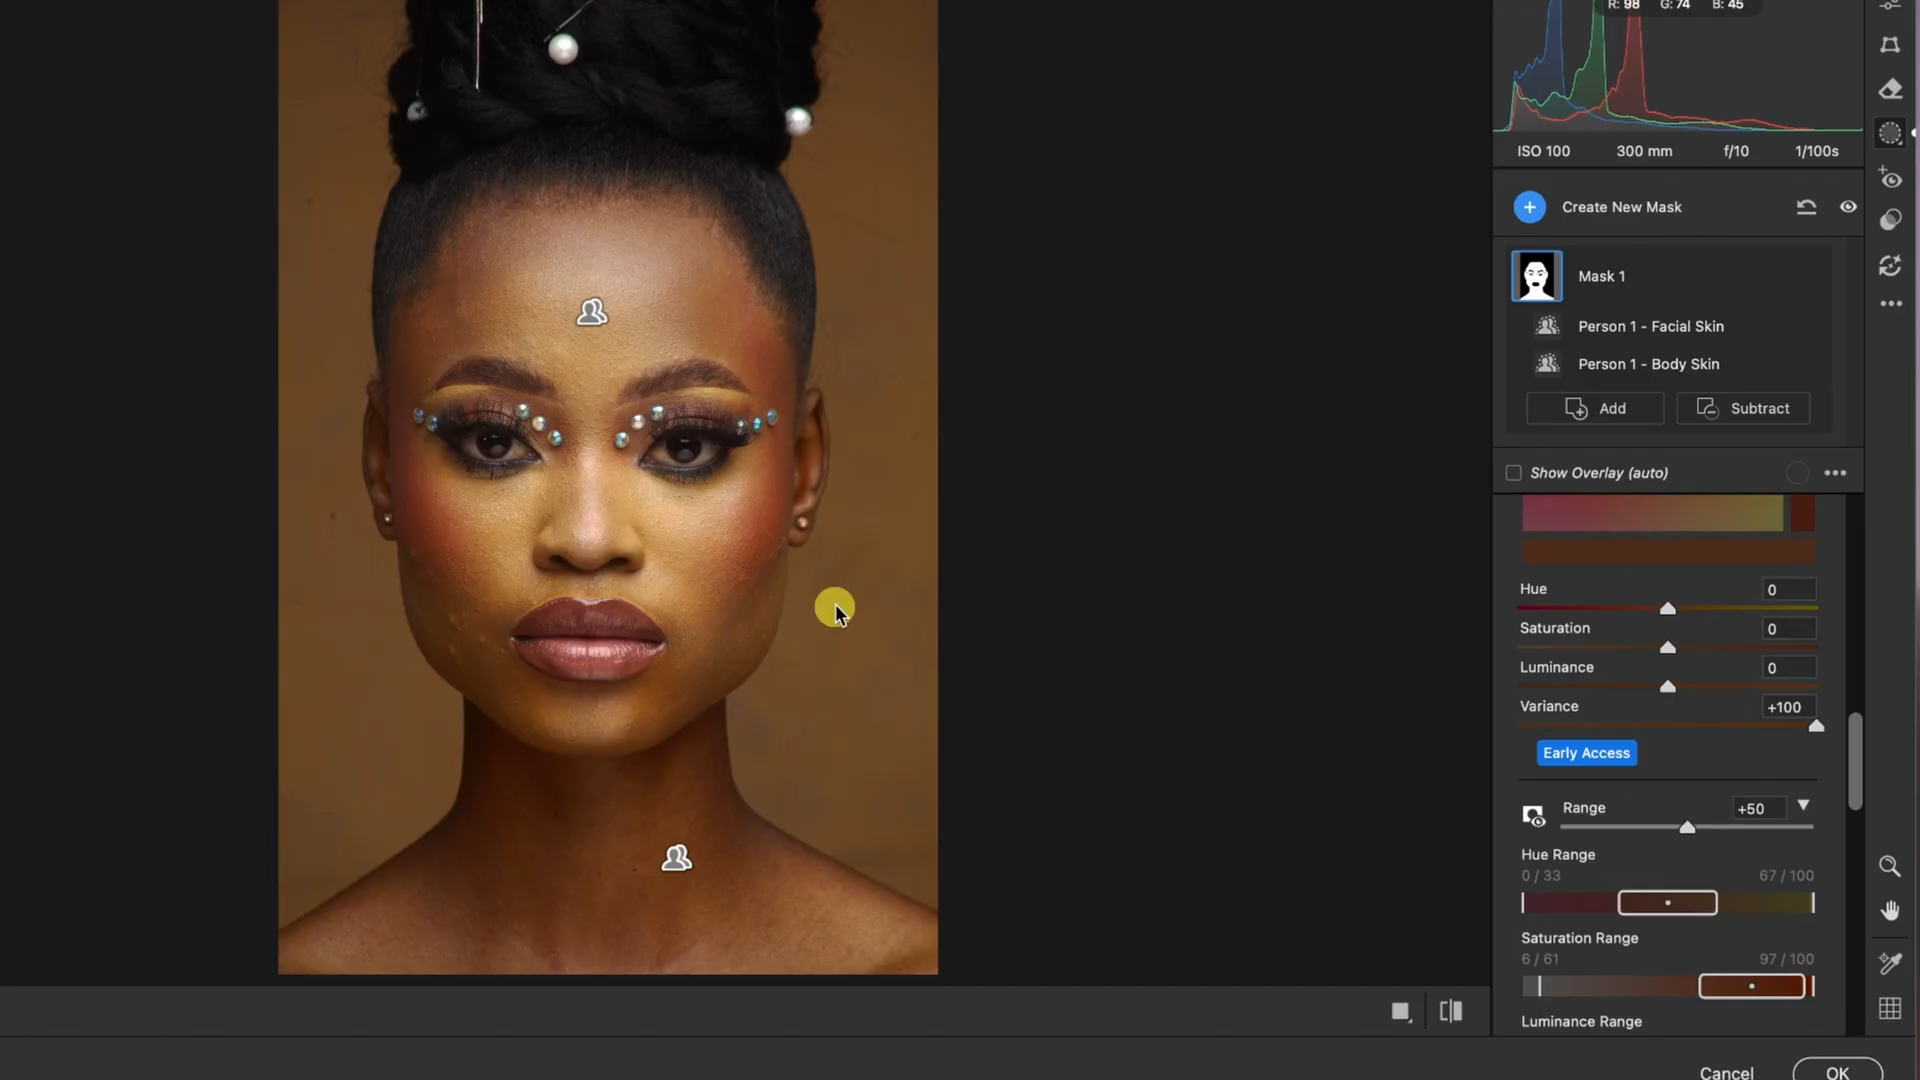 R: 98 G: 74 B: 45
ISO 100 300 mm f/10 1/100s
Create New Mask
Mask 1
Person 1 - Facial Skin
Person 1 - Body Skin
Add Subtract
Show Overlay (auto)
Hue 0
Saturation 0
Luminance 0
Variance +100
Early Access
Range +50
Hue Range
0 / 33 67 / 100
Saturation Range
6 / 61 97 / 100
Luminance Range
Cancel OK